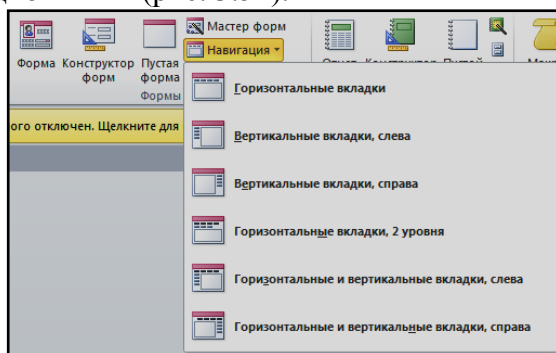 Мастер форм
Навигация
Форма Конструктор форм Пустая форма
Формы
ого отключен. Щелкните для
Горизонтальные вкладки
Вертикальные вкладки, слева
Вертикальные вкладки, справа
Горизонтальные вкладки, 2 уровня
Горизонтальные и вертикальные вкладки, слева
Горизонтальные и вертикальные вкладки, справа